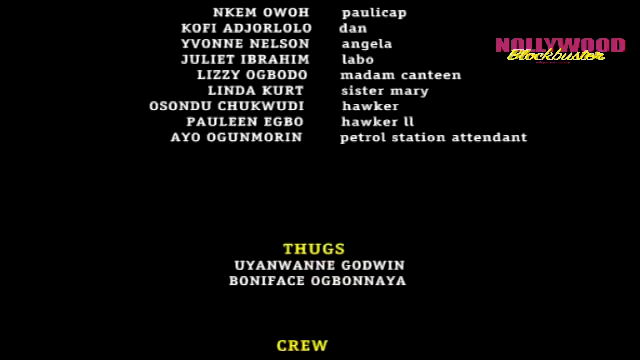 NKEM OWOH paulicap
KOFI ADJORLOLO dan
YVONNE NELSON angela
JULIET IBRAHIM labo
LIZZY OGBODO madam canteen
LINDA KURT sister mary
OSONDU CHUKWUDI hawker
PAULEEN EGBO hawker ll
AYO OGUNMORIN petrol station attendant
NOLLYWOOD
Blockbuster
THUGS
UYANWANNE GODWIN
BONIFACE OGBONNAYA
CREW